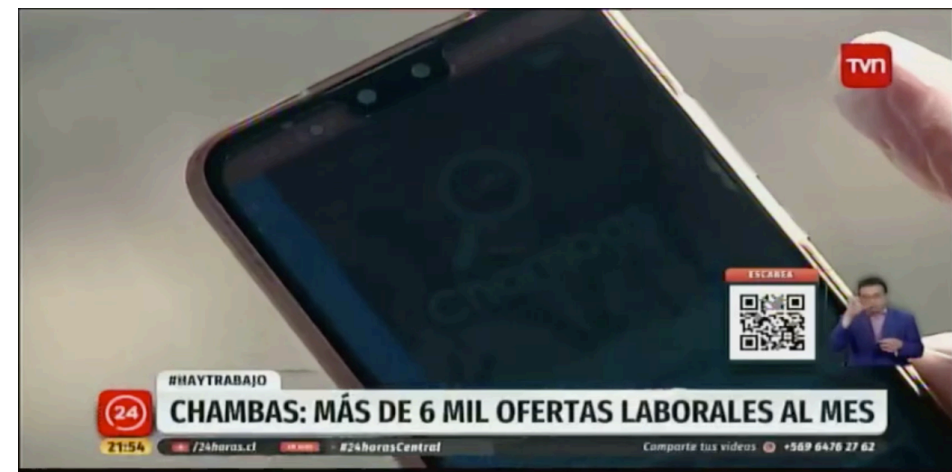 TVN
Chambas
ESCANEA
#HAYTRABAJO
24
CHAMBAS: MÁS DE 6 MIL OFERTAS LABORALES AL MES
21:54
/24horas.cl
#24horasCentral
Comparte tus videos
+569 6476 27 62